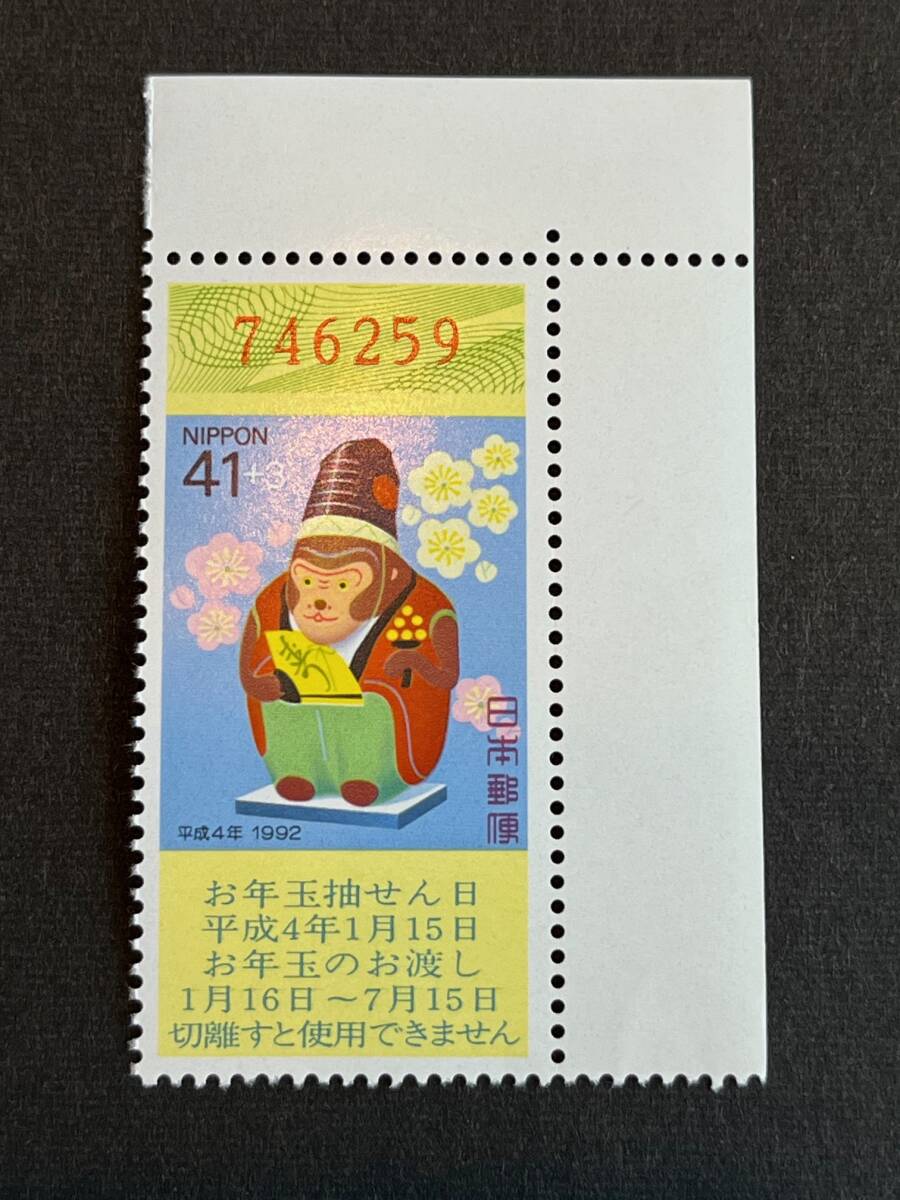 746259
NIPPON
41+3
日本郵便
平成4年 1992
お年玉抽せん日
平成4年1月15日
お年玉のお渡し
1月16日〜7月15日
切離すと使用できません